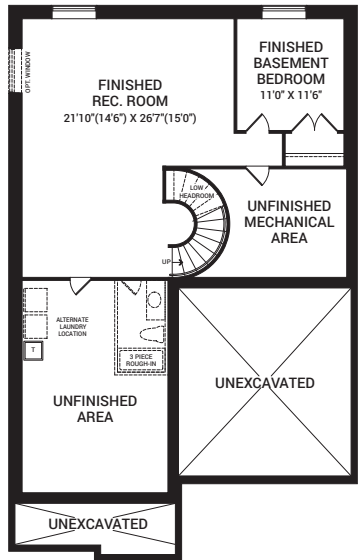 OPT. WINDOW
FINISHED
REC. ROOM
21'10"(14'6") X 26'7"(15'0")
FINISHED
BASEMENT
BEDROOM
11'0" X 11'6"
LOW
HEADROOM
UP
UNFINISHED
MECHANICAL
AREA
ALTERNATE
LAUNDRY
LOCATION
T
3 PIECE
ROUGH-IN
UNFINISHED
AREA
UNEXCAVATED
UNEXCAVATED